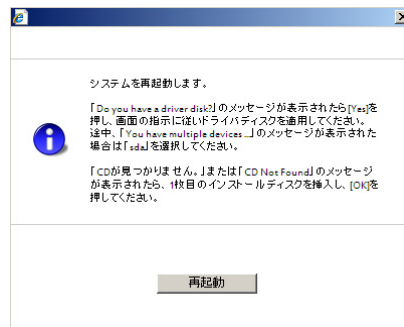 システムを再起動します。
「Do you have a driver disk?」のメッセージが表示されたら[Yes]を
押し、画面の指示に従いドライバディスクを適用してください。
途中、「You have multiple devices ...」のメッセージが表示された
場合は「sda」を選択してください。
「CDが見つかりません。」または「CD Not Found」のメッセージ
が表示されたら、1枚目のインストールディスクを挿入し、[OK]を
押してください。
再起動